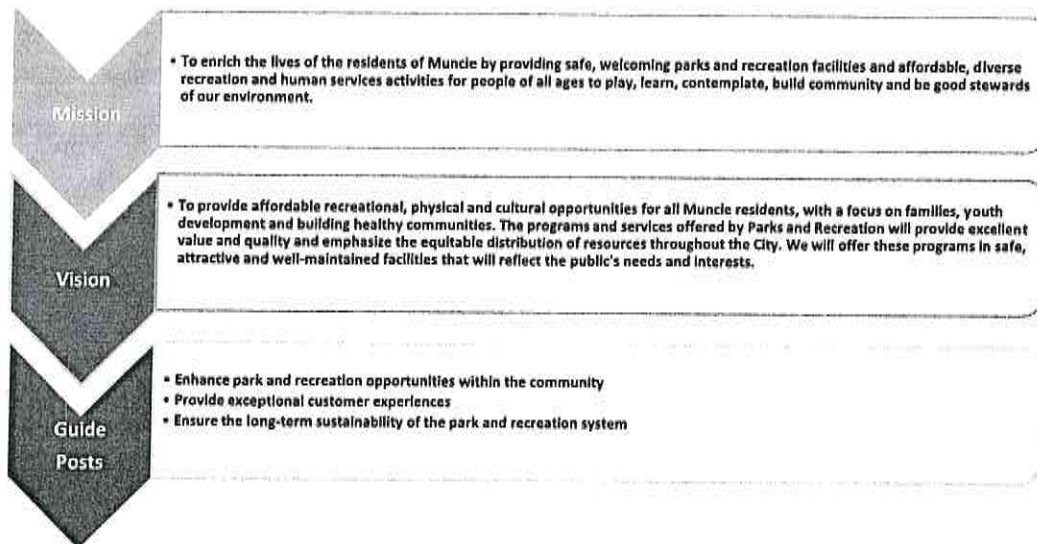 Mission
• To enrich the lives of the residents of Muncie by providing safe, welcoming parks and recreation facilities and affordable, diverse
recreation and human services activities for people of all ages to play, learn, contemplate, build community and be good stewards
of our environment.
Vision
• To provide affordable recreational, physical and cultural opportunities for all Muncie residents, with a focus on families, youth
development and building healthy communities. The programs and services offered by Parks and Recreation will provide excellent
value and quality and emphasize the equitable distribution of resources throughout the City. We will offer these programs in safe,
attractive and well-maintained facilities that will reflect the public's needs and interests.
Guide
Posts
• Enhance park and recreation opportunities within the community
• Provide exceptional customer experiences
• Ensure the long-term sustainability of the park and recreation system